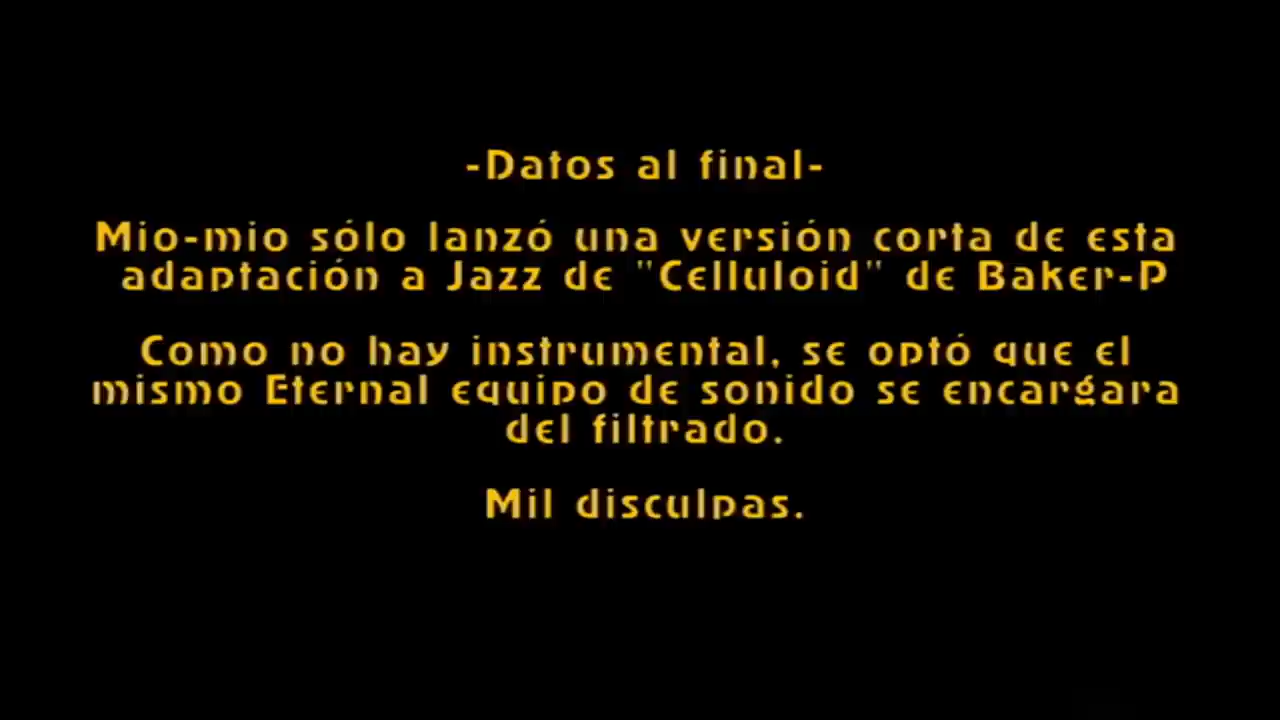 -Datos al final-
Mio-mio sólo lanzó una versión corta de esta
adaptación a Jazz de "Celluloid" de Baker-P
Como no hay instrumental, se optó que el
mismo Eternal equipo de sonido se encargara
del filtrado.
Mil disculpas.